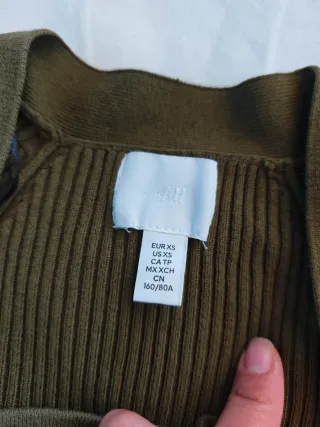 EUR XS
US XS
CA TP
MX XCH
CN
160/80A